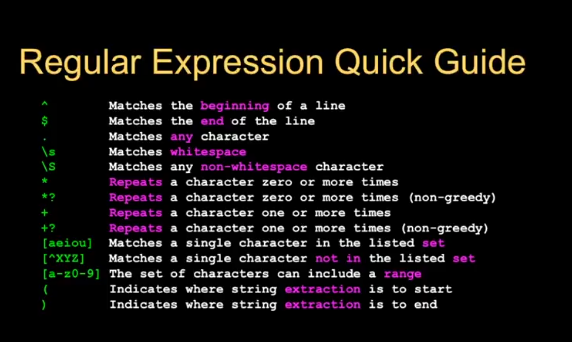 Regular Expression Quick Guide
^ Matches the beginning of a line
$ Matches the end of the line
. Matches any character
\s Matches whitespace
\S Matches any non-whitespace character
* Repeats a character zero or more times
*? Repeats a character zero or more times (non-greedy)
+ Repeats a character one or more times
+? Repeats a character one or more times (non-greedy)
[aeiou] Matches a single character in the listed set
[^XYZ] Matches a single character not in the listed set
[a-z0-9] The set of characters can include a range
( Indicates where string extraction is to start
) Indicates where string extraction is to end